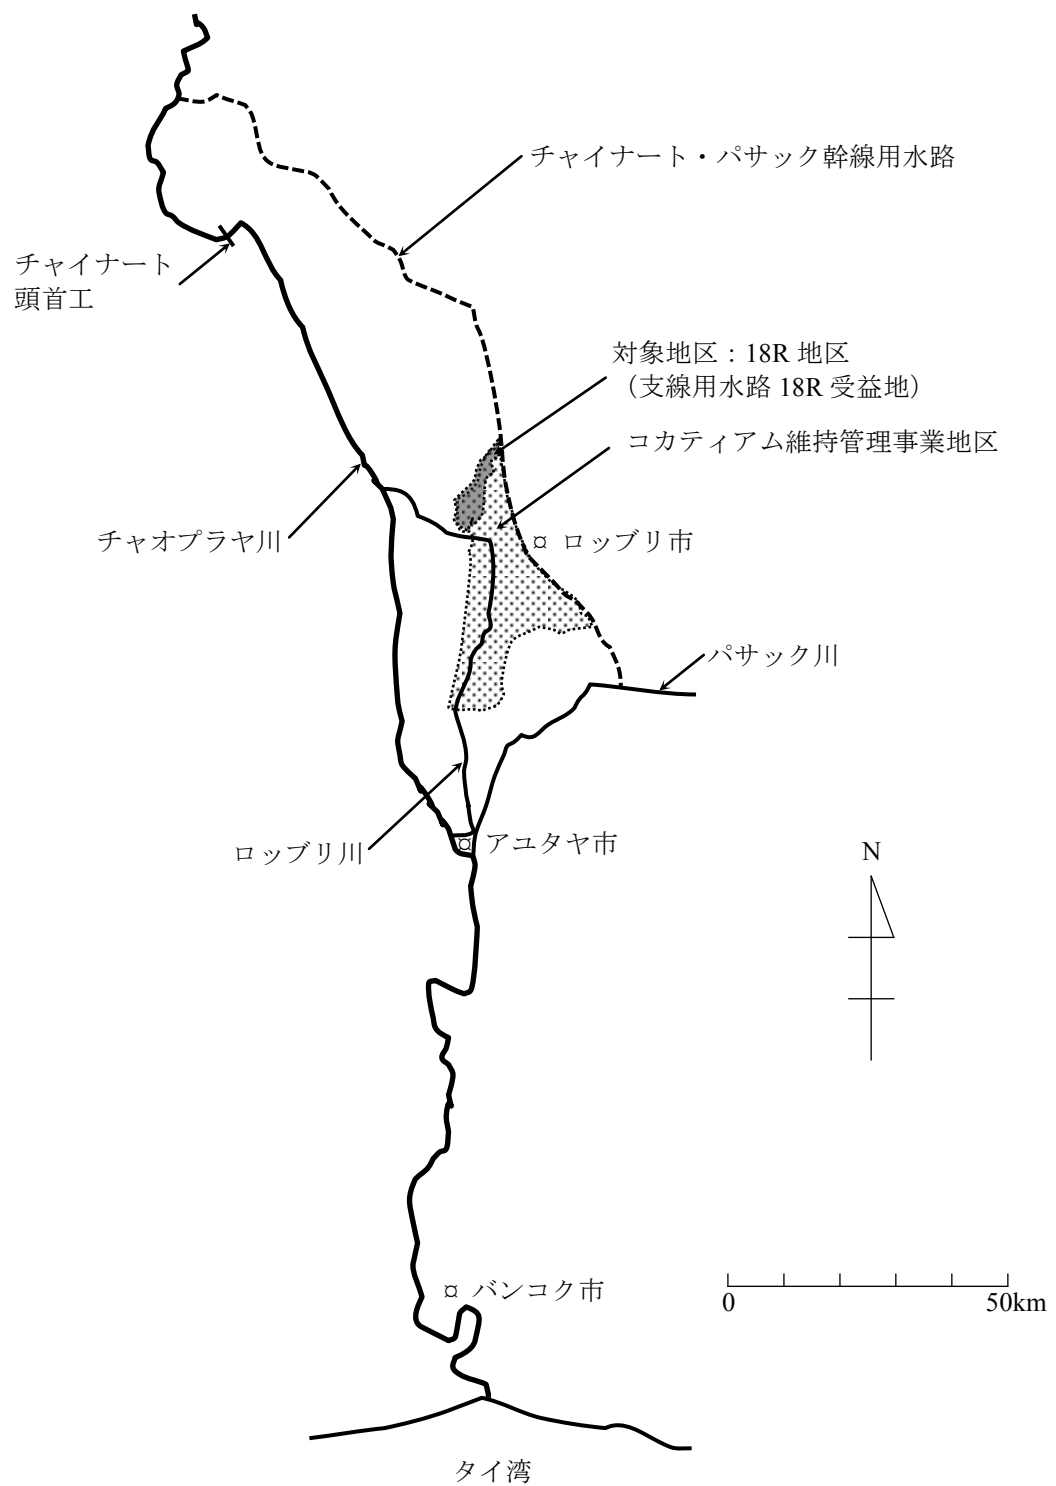 チャイナート・パサック幹線用水路
チャイナート
頭首工
対象地区：18R 地区
（支線用水路 18R 受益地）
コカティアム維持管理事業地区
チャオプラヤ川
ロッブリ市
パサック川
ロッブリ川
アユタヤ市
N
バンコク市
0
50km
タイ湾